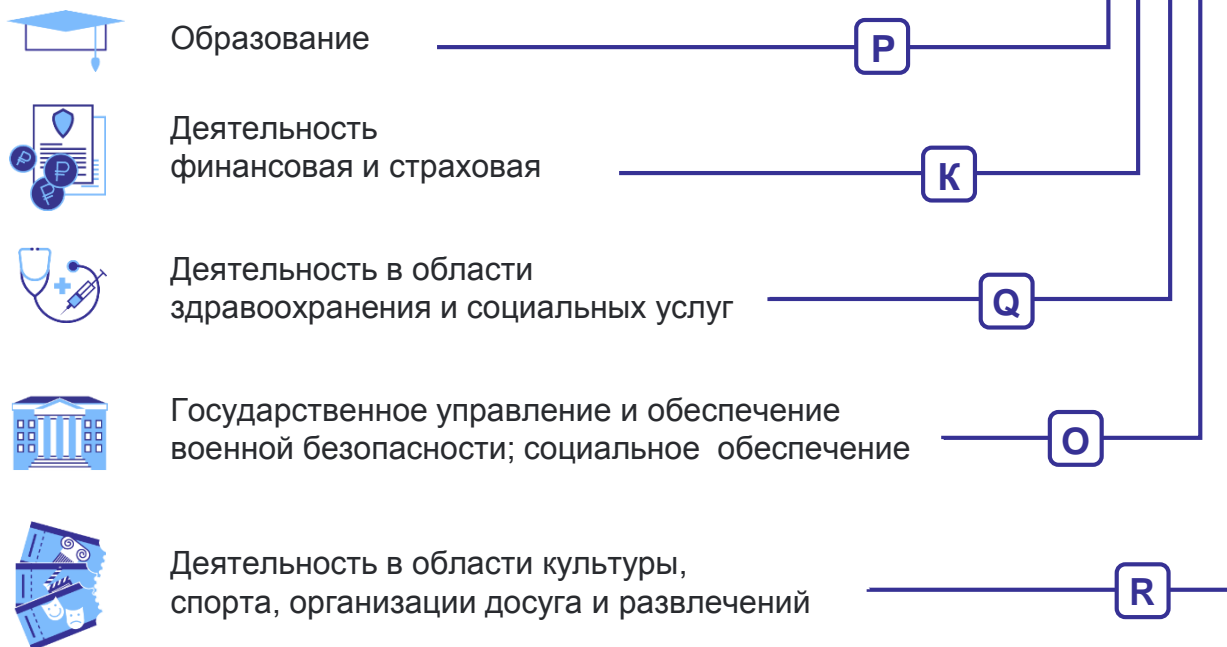 Образование
P
Деятельность
финансовая и страховая
К
Деятельность в области
здравоохранения и социальных услуг
Q
Государственное управление и обеспечение
военной безопасности; социальное  обеспечение
О
Деятельность в области культуры,
спорта, организации досуга и развлечений
R